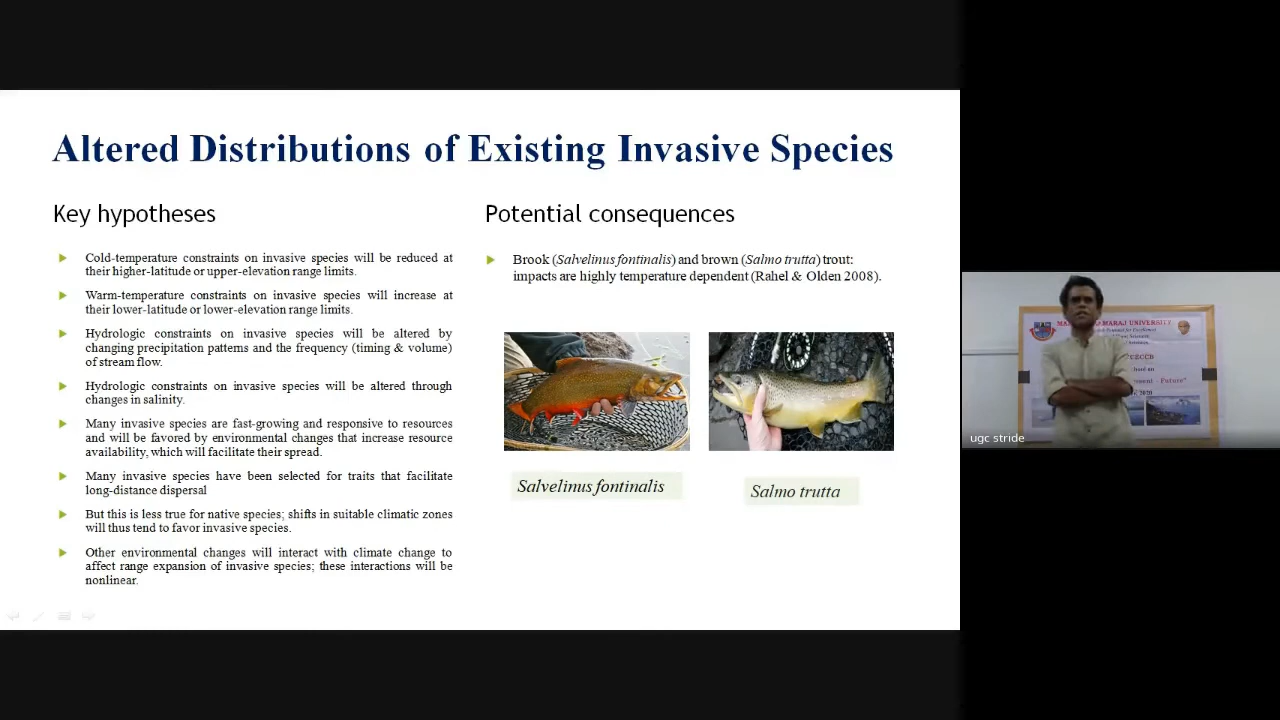 Altered Distributions of Existing Invasive Species
Key hypotheses
Cold-temperature constraints on invasive species will be reduced at
their higher-latitude or upper-elevation range limits.
Warm-temperature constraints on invasive species will increase at
their lower-latitude or lower-elevation range limits.
Hydrologic constraints on invasive species will be altered by
changing precipitation patterns and the frequency (timing & volume)
of stream flow.
Hydrologic constraints on invasive species will be altered through
changes in salinity.
Many invasive species are fast-growing and responsive to resources
and will be favored by environmental changes that increase resource
availability, which will facilitate their spread.
Many invasive species have been selected for traits that facilitate
long-distance dispersal
But this is less true for native species; shifts in suitable climatic zones
will thus tend to favor invasive species.
Other environmental changes will interact with climate change to
affect range expansion of invasive species; these interactions will be
nonlinear.
Potential consequences
Brook (Salvelinus fontinalis) and brown (Salmo trutta) trout:
impacts are highly temperature dependent (Rahel & Olden 2008).
Salvelinus fontinalis
Salmo trutta
MARAJ UNIVERSITY
ugc stride